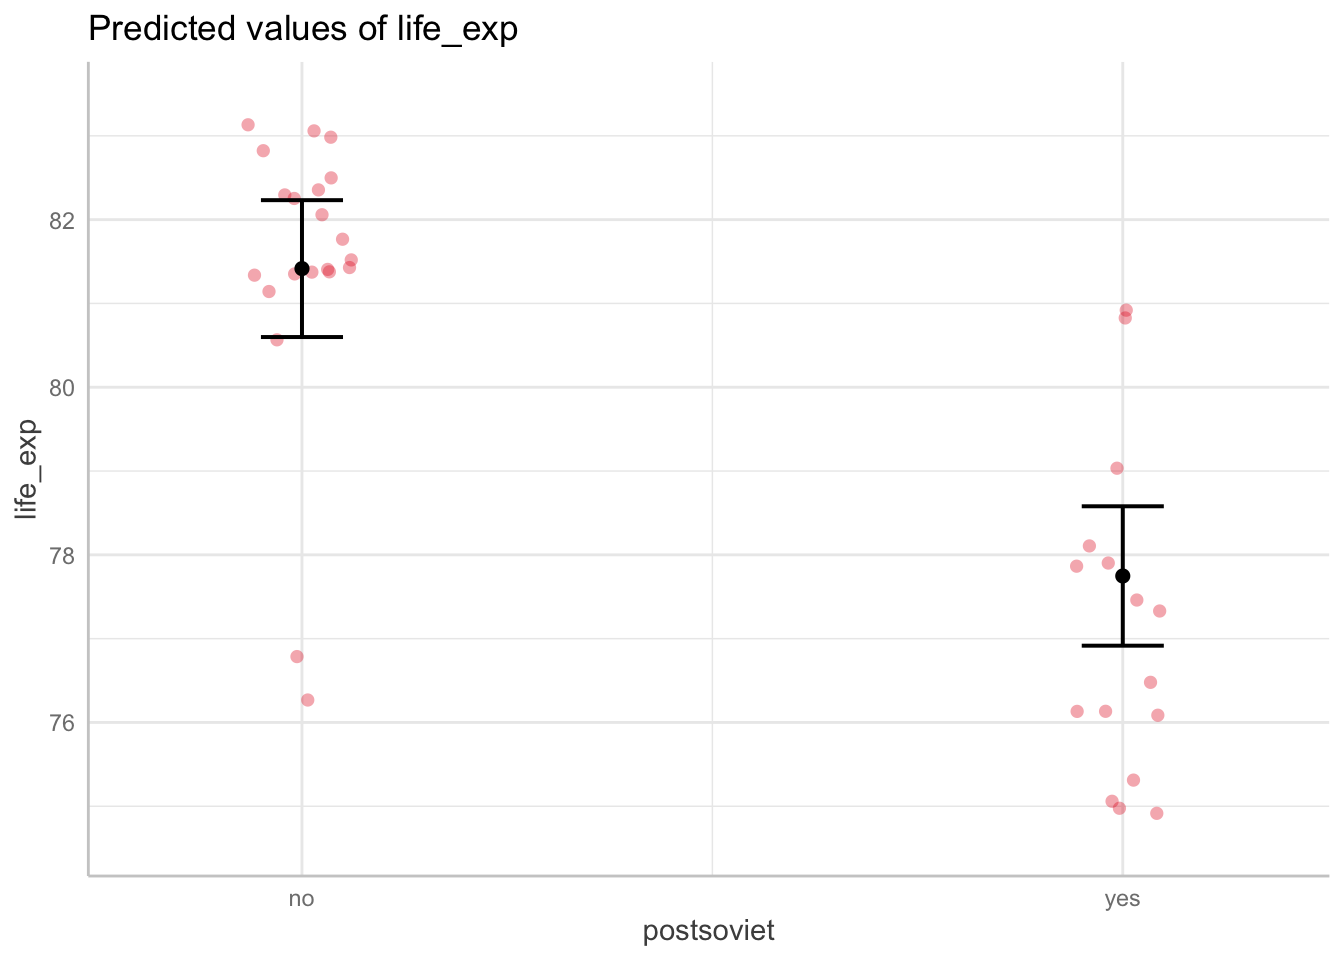 Predicted values of life_exp
life_exp
82
80
78
76
no
yes
postsoviet